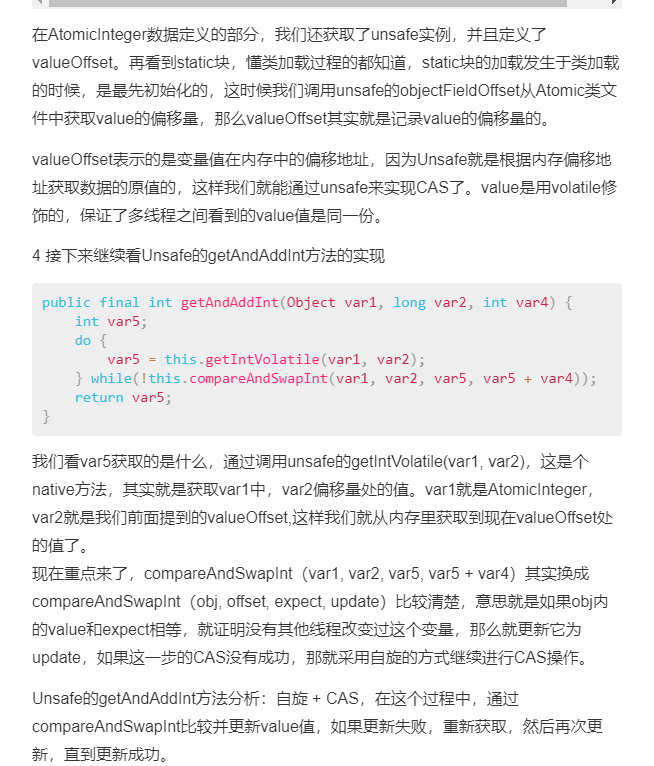 在AtomicInteger数据定义的部分，我们还获取了unsafe实例，并且定义了
valueOffset。再看到static块，懂类加载过程的都知道，static块的加载发生于类加载
的时候，是最先初始化的，这时候我们调用unsafe的objectFieldOffset从Atomic类文
件中获取value的偏移量，那么valueOffset其实就是记录value的偏移量的。
valueOffset表示的是变量值在内存中的偏移地址，因为Unsafe就是根据内存偏移地
址获取数据的原值的，这样我们就能通过unsafe来实现CAS了。value是用volatile修
饰的，保证了多线程之间看到的value值是同一份。
4 接下来继续看Unsafe的getAndAddInt方法的实现
public final int getAndAddInt(Object var1, long var2, int var4) {
    int var5;
    do {
        var5 = this.getIntVolatile(var1, var2);
    } while(!this.compareAndSwapInt(var1, var2, var5, var5 + var4));
    return var5;
}
我们看var5获取的是什么，通过调用unsafe的getIntVolatile(var1, var2)，这是个
native方法，其实就是获取var1中，var2偏移量处的值。var1就是AtomicInteger，
var2就是我们前面提到的valueOffset,这样我们就从内存里获取到现在valueOffset处
的值了。
现在重点来了，compareAndSwapInt（var1, var2, var5, var5 + var4）其实换成
compareAndSwapInt（obj, offset, expect, update）比较清楚，意思就是如果obj内
的value和expect相等，就证明没有其他线程改变过这个变量，那么就更新它为
update，如果这一步的CAS没有成功，那就采用自旋的方式继续进行CAS操作。
Unsafe的getAndAddInt方法分析：自旋 + CAS，在这个过程中，通过
compareAndSwapInt比较并更新value值，如果更新失败，重新获取，然后再次更
新，直到更新成功。